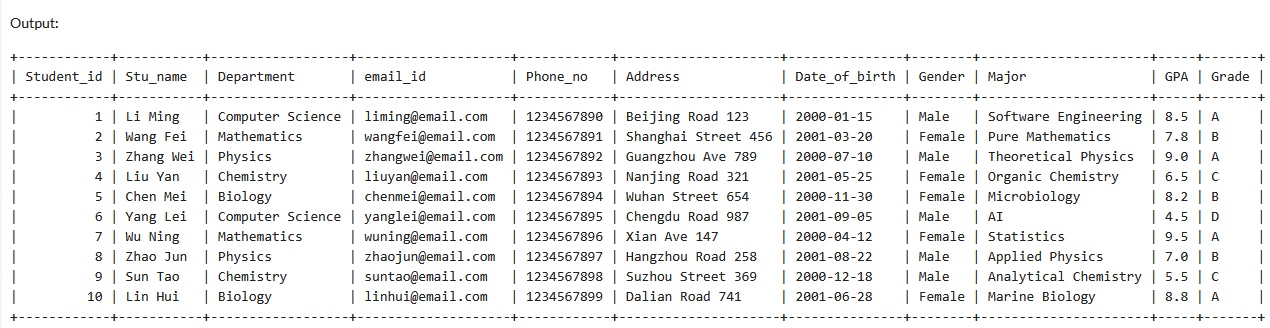 Output:
+------------+-----------+------------------+--------------------+------------+---------------------+---------------+--------+----------------------+-----+-------+
| Student_id | Stu_name  | Department       | email_id           | Phone_no   | Address             | Date_of_birth | Gender | Major                | GPA | Grade |
+------------+-----------+------------------+--------------------+------------+---------------------+---------------+--------+----------------------+-----+-------+
|          1 | Li Ming   | Computer Science | liming@email.com   | 1234567890 | Beijing Road 123    | 2000-01-15    | Male   | Software Engineering | 8.5 | A     |
|          2 | Wang Fei  | Mathematics      | wangfei@email.com  | 1234567891 | Shanghai Street 456 | 2001-03-20    | Female | Pure Mathematics     | 7.8 | B     |
|          3 | Zhang Wei | Physics          | zhangwei@email.com | 1234567892 | Guangzhou Ave 789   | 2000-07-10    | Male   | Theoretical Physics  | 9.0 | A     |
|          4 | Liu Yan   | Chemistry        | liuyan@email.com   | 1234567893 | Nanjing Road 321    | 2001-05-25    | Female | Organic Chemistry    | 6.5 | C     |
|          5 | Chen Mei  | Biology          | chenmei@email.com  | 1234567894 | Wuhan Street 654    | 2000-11-30    | Female | Microbiology         | 8.2 | B     |
|          6 | Yang Lei  | Computer Science | yanglei@email.com  | 1234567895 | Chengdu Road 987    | 2001-09-05    | Male   | AI                   | 4.5 | D     |
|          7 | Wu Ning   | Mathematics      | wuning@email.com   | 1234567896 | Xian Ave 147        | 2000-04-12    | Female | Statistics           | 9.5 | A     |
|          8 | Zhao Jun  | Physics          | zhaojun@email.com  | 1234567897 | Hangzhou Road 258   | 2001-08-22    | Male   | Applied Physics      | 7.0 | B     |
|          9 | Sun Tao   | Chemistry        | suntao@email.com   | 1234567898 | Suzhou Street 369   | 2000-12-18    | Male   | Analytical Chemistry | 5.5 | C     |
|         10 | Lin Hui   | Biology          | linhui@email.com   | 1234567899 | Dalian Road 741     | 2001-06-28    | Female | Marine Biology       | 8.8 | A     |
+------------+-----------+------------------+--------------------+------------+---------------------+---------------+--------+----------------------+-----+-------+